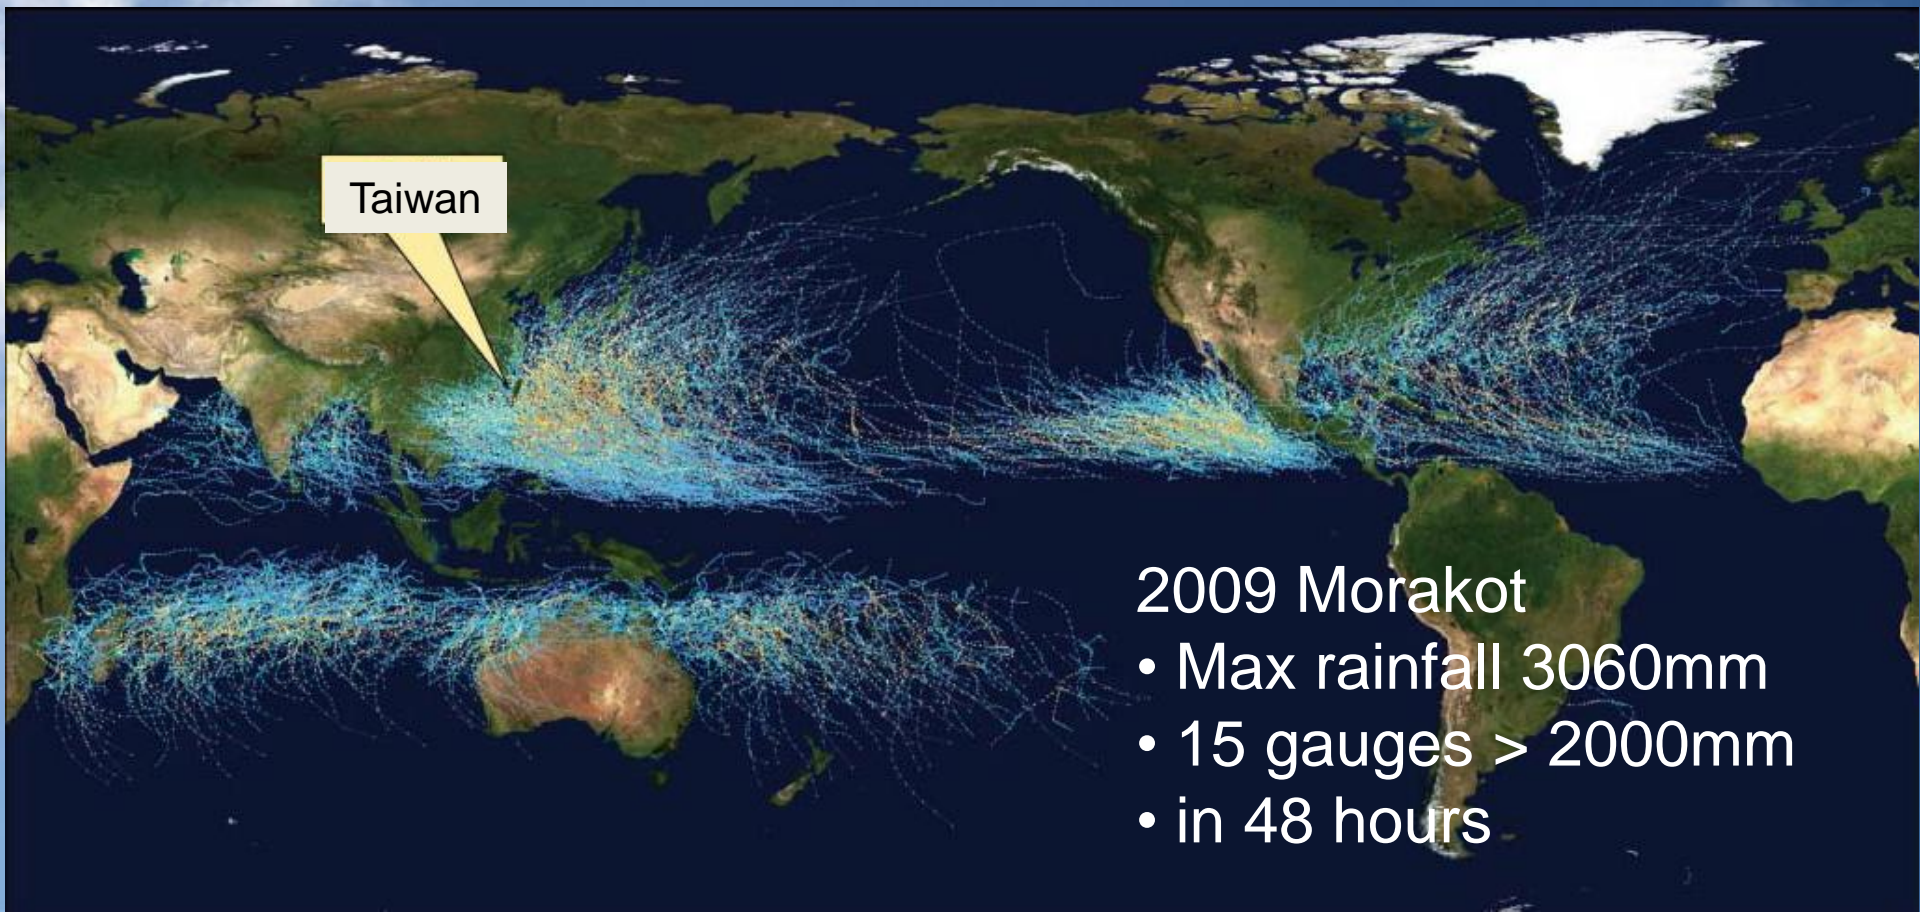 Taiwan
2009 Morakot
• Max rainfall 3060mm
• 15 gauges > 2000mm
• in 48 hours